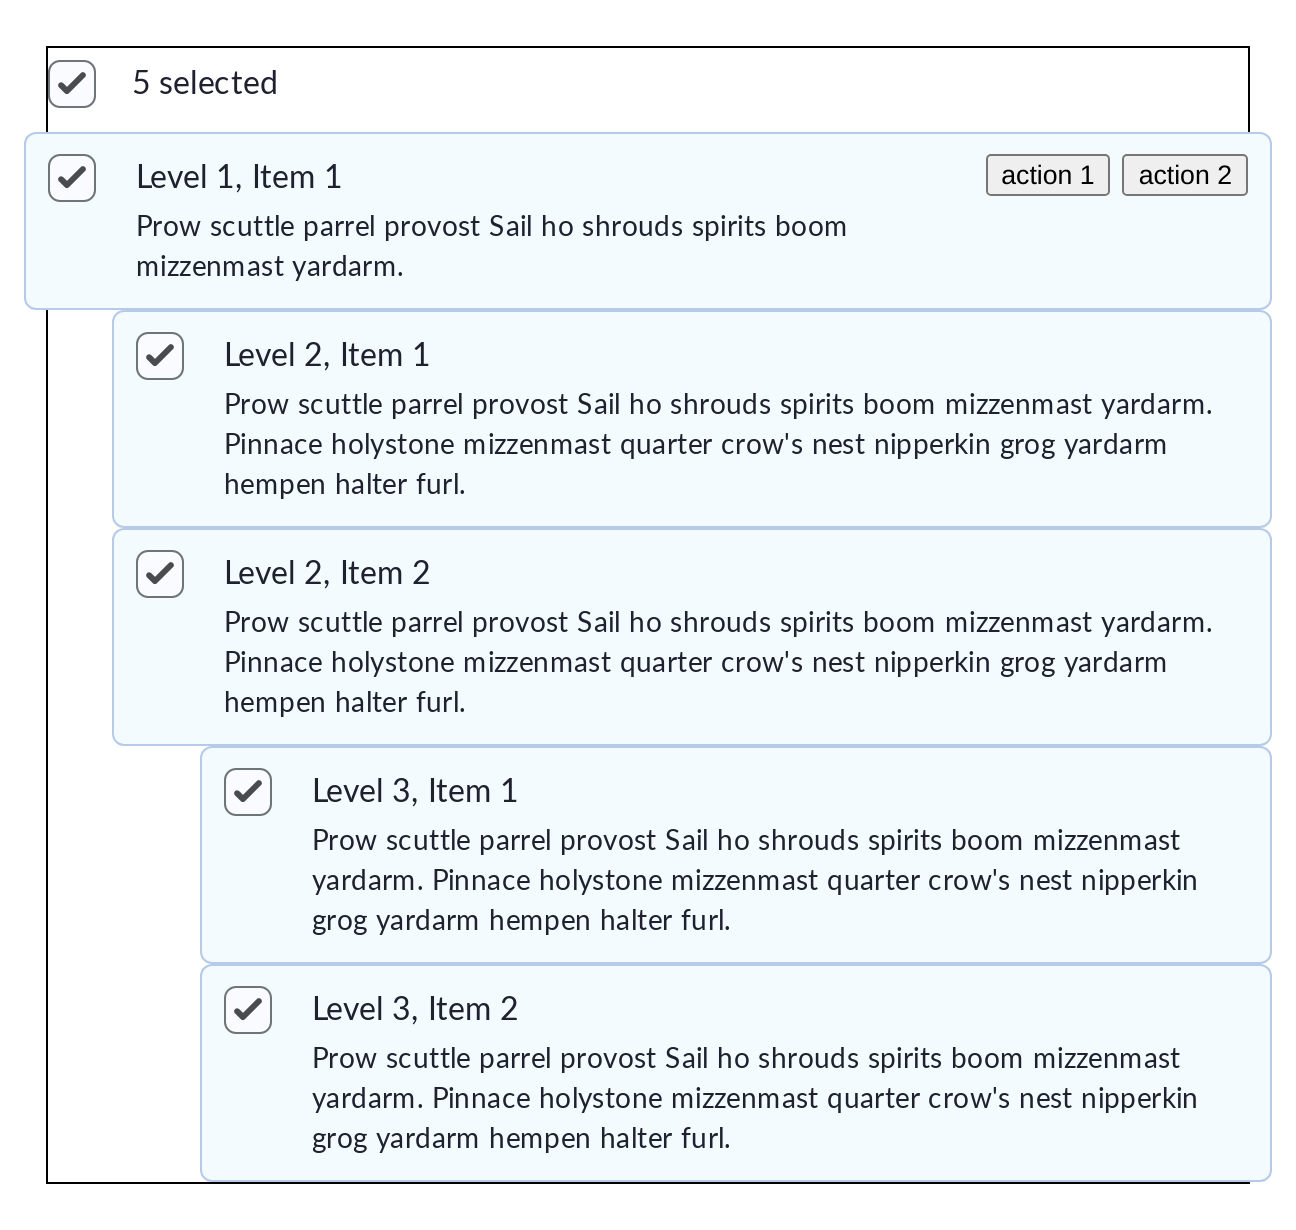 5 selected
Level 1, Item 1
action 1
action 2
Prow scuttle parrel provost Sail ho shrouds spirits boom
mizzenmast yardarm.
Level 2, Item 1
Prow scuttle parrel provost Sail ho shrouds spirits boom mizzenmast yardarm.
Pinnace holystone mizzenmast quarter crow's nest nipperkin grog yardarm
hempen halter furl.
Level 2, Item 2
Prow scuttle parrel provost Sail ho shrouds spirits boom mizzenmast yardarm.
Pinnace holystone mizzenmast quarter crow's nest nipperkin grog yardarm
hempen halter furl.
Level 3, Item 1
Prow scuttle parrel provost Sail ho shrouds spirits boom mizzenmast
yardarm. Pinnace holystone mizzenmast quarter crow's nest nipperkin
grog yardarm hempen halter furl.
Level 3, Item 2
Prow scuttle parrel provost Sail ho shrouds spirits boom mizzenmast
yardarm. Pinnace holystone mizzenmast quarter crow's nest nipperkin
grog yardarm hempen halter furl.